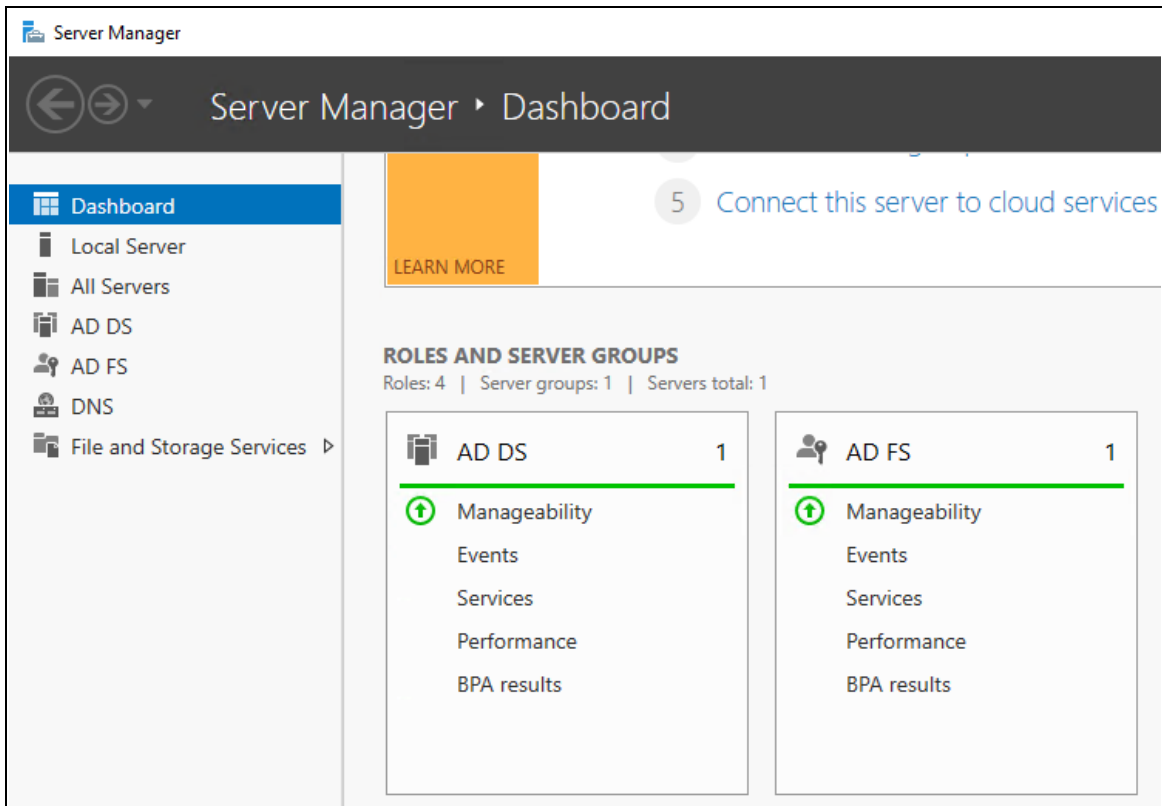 Server Manager
Server Manager ‣ Dashboard
Dashboard
Local Server
All Servers
AD DS
AD FS
DNS
File and Storage Services
5 Connect this server to cloud services
LEARN MORE
ROLES AND SERVER GROUPS
Roles: 4 | Server groups: 1 | Servers total: 1
AD DS 1
Manageability
Events
Services
Performance
BPA results
AD FS 1
Manageability
Events
Services
Performance
BPA results